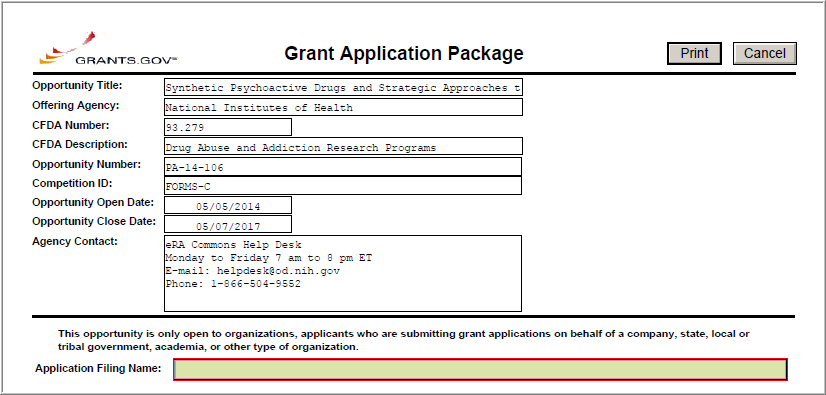 GRANTS.GOV℠
Grant Application Package
Print
Cancel
Opportunity Title: Synthetic Psychoactive Drugs and Strategic Approaches t
Offering Agency: National Institutes of Health
CFDA Number: 93.279
CFDA Description: Drug Abuse and Addiction Research Programs
Opportunity Number: PA-14-106
Competition ID: FORMS-C
Opportunity Open Date: 05/05/2014
Opportunity Close Date: 05/07/2017
Agency Contact: eRA Commons Help Desk
Monday to Friday 7 am to 8 pm ET
E-mail: helpdesk@od.nih.gov
Phone: 1-866-504-9552
This opportunity is only open to organizations, applicants who are submitting grant applications on behalf of a company, state, local or
tribal government, academia, or other type of organization.
Application Filing Name: